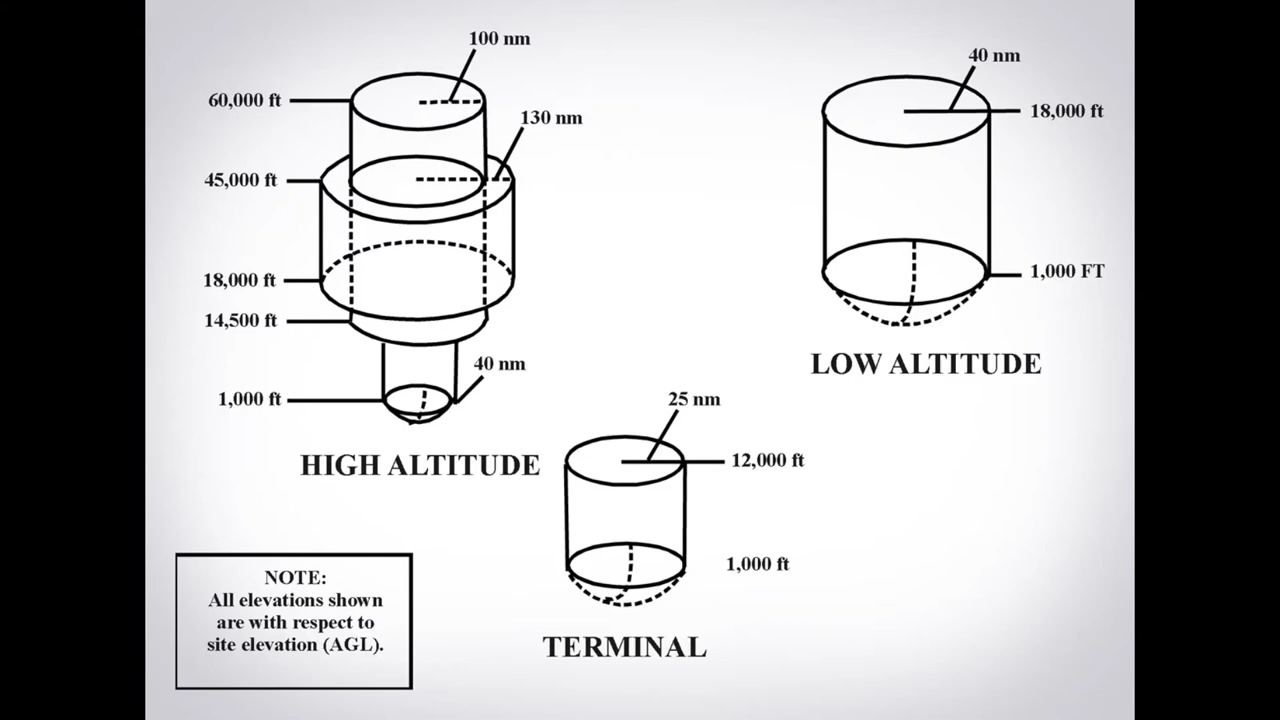 100 nm
60,000 ft
130 nm
45,000 ft
18,000 ft
14,500 ft
40 nm
1,000 ft
HIGH ALTITUDE
40 nm
18,000 ft
1,000 FT
LOW ALTITUDE
25 nm
12,000 ft
1,000 ft
TERMINAL
NOTE:
All elevations shown
are with respect to
site elevation (AGL).